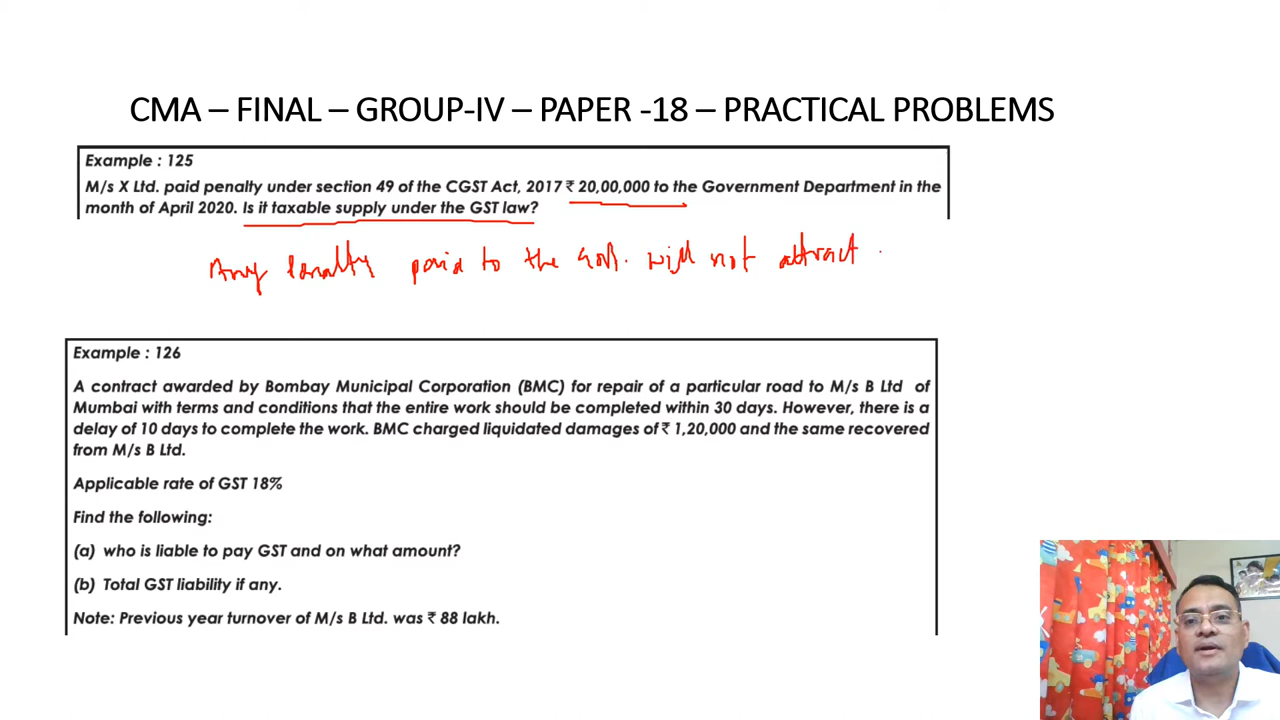 CMA – FINAL – GROUP-IV – PAPER -18 – PRACTICAL PROBLEMS
Example : 125
M/s X Ltd. paid penalty under section 49 of the CGST Act, 2017 ₹ 20,00,000 to the Government Department in the
month of April 2020. Is it taxable supply under the GST law?
Any penalty paid to the Govt. will not attract
Example : 126
A contract awarded by Bombay Municipal Corporation (BMC) for repair of a particular road to M/s B Ltd of
Mumbai with terms and conditions that the entire work should be completed within 30 days. However, there is a
delay of 10 days to complete the work. BMC charged liquidated damages of ₹ 1,20,000 and the same recovered
from M/s B Ltd.
Applicable rate of GST 18%
Find the following:
(a) who is liable to pay GST and on what amount?
(b) Total GST liability if any.
Note: Previous year turnover of M/s B Ltd. was ₹ 88 lakh.